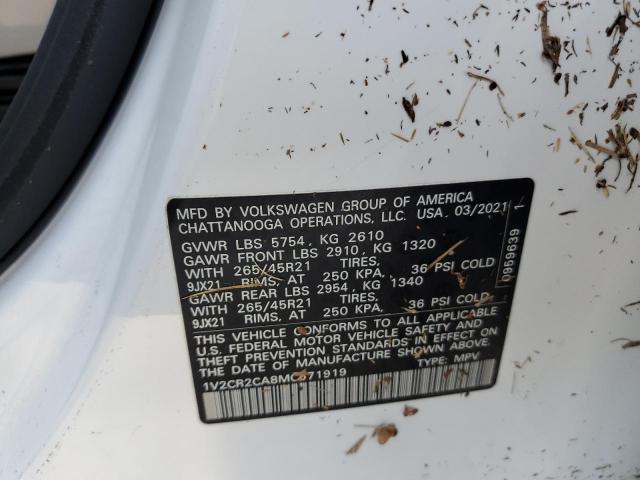 MFD BY VOLKSWAGEN GROUP OF AMERICA
CHATTANOOGA OPERATIONS, LLC. USA. 03/2021
GVWR LBS 5754 , KG 2610
GAWR FRONT LBS 2910 , KG 1320
WITH 265/45R21 TIRES,
9JX21 RIMS, AT 250 KPA, 36 PSI COLD
GAWR REAR LBS 2954 , KG 1340
WITH 265/45R21 TIRES,
9JX21 RIMS, AT 250 KPA, 36 PSI COLD
THIS VEHICLE CONFORMS TO ALL APPLICABLE
U.S. FEDERAL MOTOR VEHICLE SAFETY AND
THEFT PREVENTION STANDARDS IN EFFECT ON
THE DATE OF MANUFACTURE SHOWN ABOVE.
TYPE: MPV
0959639